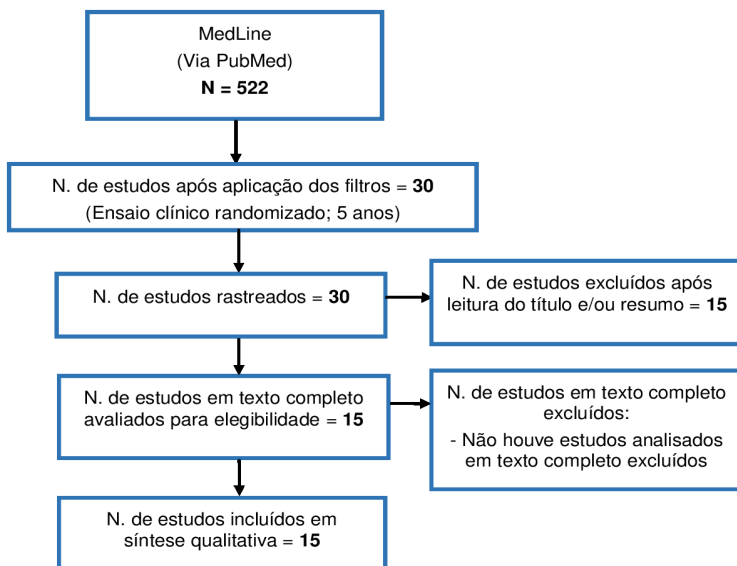 MedLine
(Via PubMed)
N = 522
N. de estudos após aplicação dos filtros = 30
(Ensaio clínico randomizado; 5 anos)
N. de estudos rastreados = 30
N. de estudos excluídos após
leitura do título e/ou resumo = 15
N. de estudos em texto completo
avaliados para elegibilidade = 15
N. de estudos em texto completo
excluídos:
- Não houve estudos analisados
em texto completo excluídos
N. de estudos incluídos em
síntese qualitativa = 15